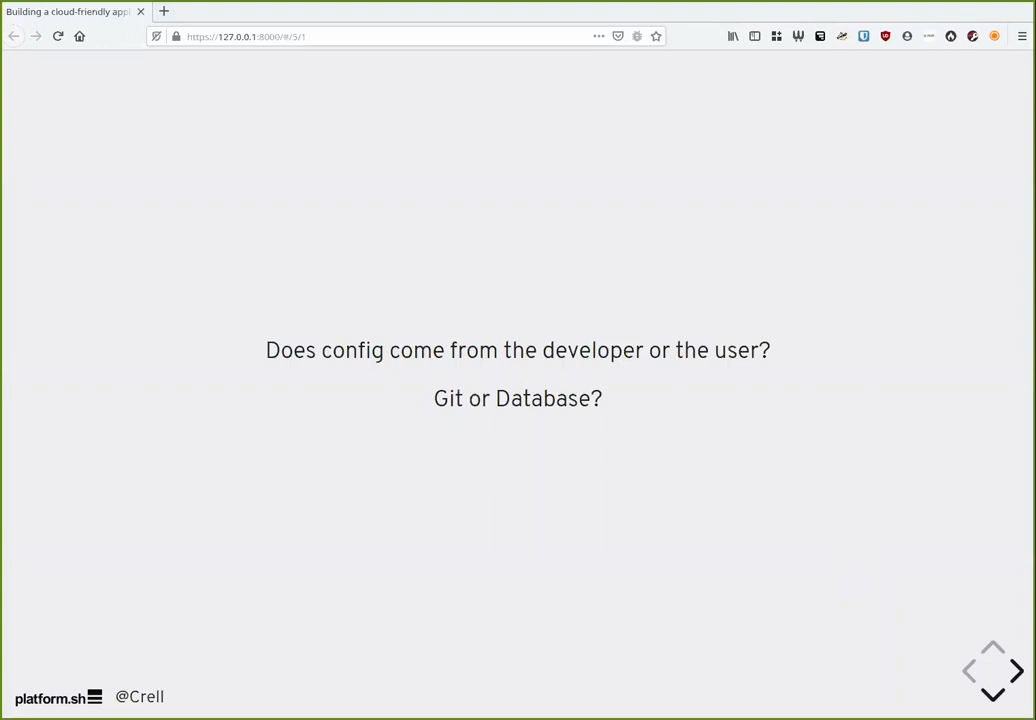 Building a cloud-friendly appl
https://127.0.0.1:8000/#/5/1
Does config come from the developer or the user?
Git or Database?
platform.sh
@Crell